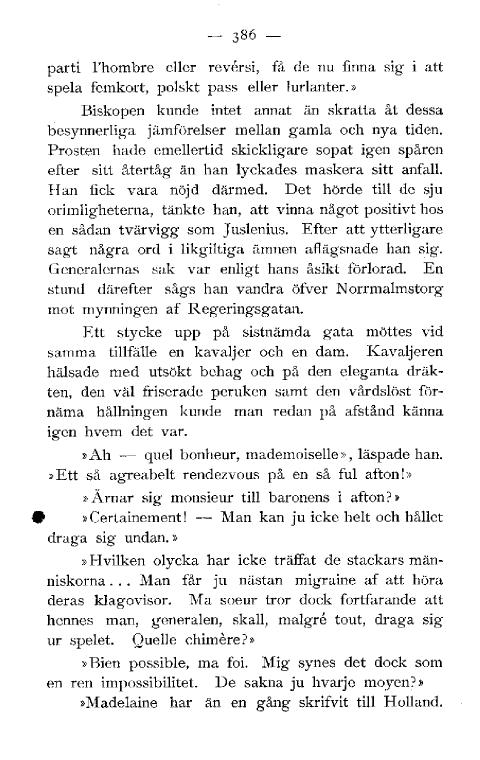 — 386 —
parti l'hombre eller revérsi, få de nu finna sig i att
spela femkort, polskt pass eller lurlanter.»
Biskopen kunde intet annat än skratta åt dessa
besynnerliga jämförelser mellan gamla och nya tiden.
Prosten hade emellertid skickligare sopat igen spåren
efter sitt återtåg än han lyckades maskera sitt anfall.
Han fick vara nöjd därmed. Det hörde till de sju
orimligheterna, tänkte han, att vinna något positivt hos
en sådan tvärvigg som Juslenius. Efter att ytterligare
sagt några ord i likgiltiga ämnen aflägsnade han sig.
Generalernas sak var enligt hans åsikt förlorad. En
stund därefter sågs han vandra öfver Norrmalmstorg
mot mynningen af Regeringsgatan.
Ett stycke upp på sistnämda gata möttes vid
samma tillfälle en kavaljer och en dam. Kavaljeren
hälsade med utsökt behag och på den eleganta dräk-
ten, den väl friserade peruken samt den vårdslöst för-
näma hållningen kunde man redan på afstånd känna
igen hvem det var.
»Ah — quel bonheur, mademoiselle», läspade han.
»Ett så agreabelt rendezvous på en så ful afton!»
»Ärnar sig monsieur till baronens i afton?»
»Certainement! — Man kan ju icke helt och hållet
draga sig undan.»
»Hvilken olycka har icke träffat de stackars män-
niskorna... Man får ju nästan migraine af att höra
deras klagovisor. Ma soeur tror dock fortfarande att
hennes man, generalen, skall, malgré tout, draga sig
ur spelet. Quelle chimère?»
»Bien possible, ma foi. Mig synes det dock som
en ren impossibilitet. De sakna ju hvarje moyen?»
»Madelaine har än en gång skrifvit till Holland.